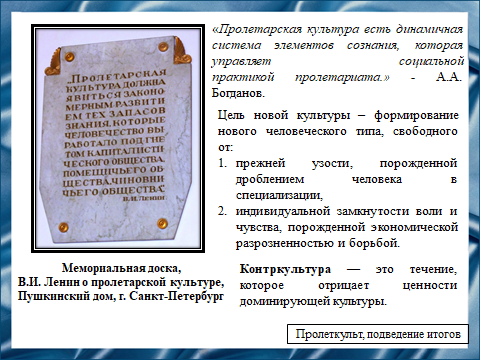 «Пролетарская культура есть динамичная
система элементов сознания, которая
управляет социальной
практикой пролетариата.» - А.А.
Богданов.
Цель новой культуры – формирование
нового человеческого типа, свободного
от:
1. прежней узости, порожденной
дроблением человека в
специализации,
2. индивидуальной замкнутости воли и
чувства, порожденной экономической
разрозненностью и борьбой.
Контркультура — это течение,
которое отрицает ценности
доминирующей культуры.
„Пролетарская
культура должна
явиться законо-
мерным развити
ем тех запасов
знания, которые
человечество вы
работало под гне
том капиталисти
ческого общества,
помещичьего об
щества, чиновни
чьего общества."
В.И.Ленин
Мемориальная доска,
В.И. Ленин о пролетарской культуре,
Пушкинский дом, г. Санкт-Петербург
Пролеткульт, подведение итогов